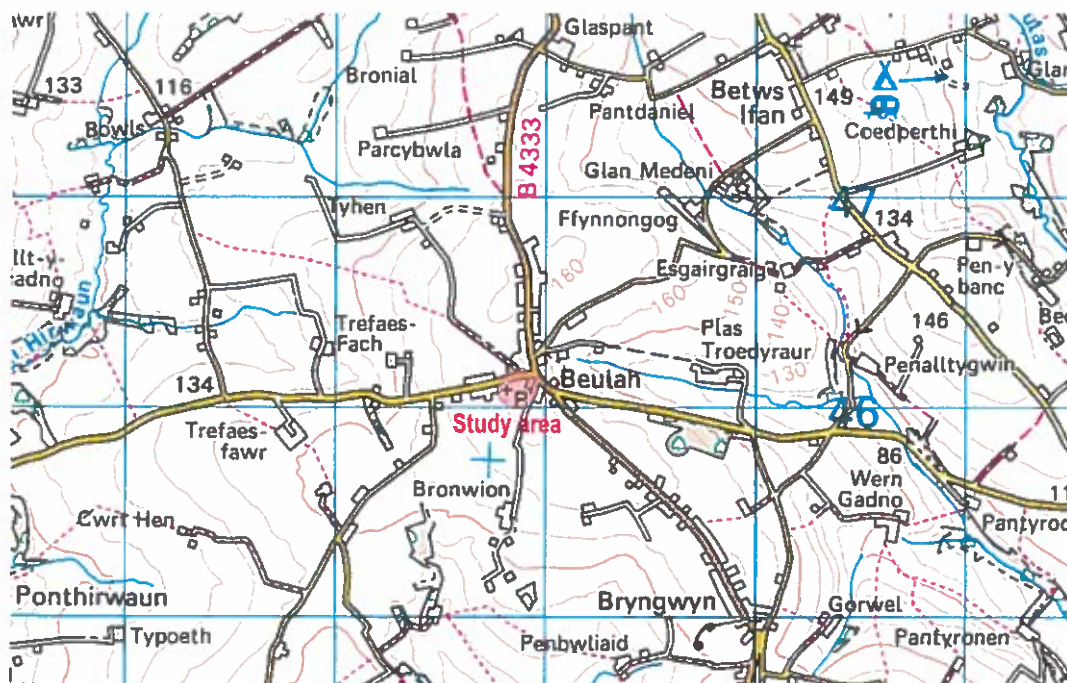 Glaspant
133
116
Bronial
Pantdaniel
Betws
Ifan
149
Glan
Bowls
Parcybwla
B 4333
Coedperthi
Glan Medeni
Tyhen
Ffynnongog
47
134
Esgairgraig
Pen-y
banc
160
160
150
140
130
Trefaes-
Fach
Plas
Troedyraur
146
Penalltygwin
134
Beulah
P
46
Study area
Trefaes-
fawr
86
Wern
Gadno
Bronwion
Cwrt Hen
Pantyrod
Ponthirwaun
Bryngwyn
Gorwel
Typoeth
Penbwliaid
Pantyronen